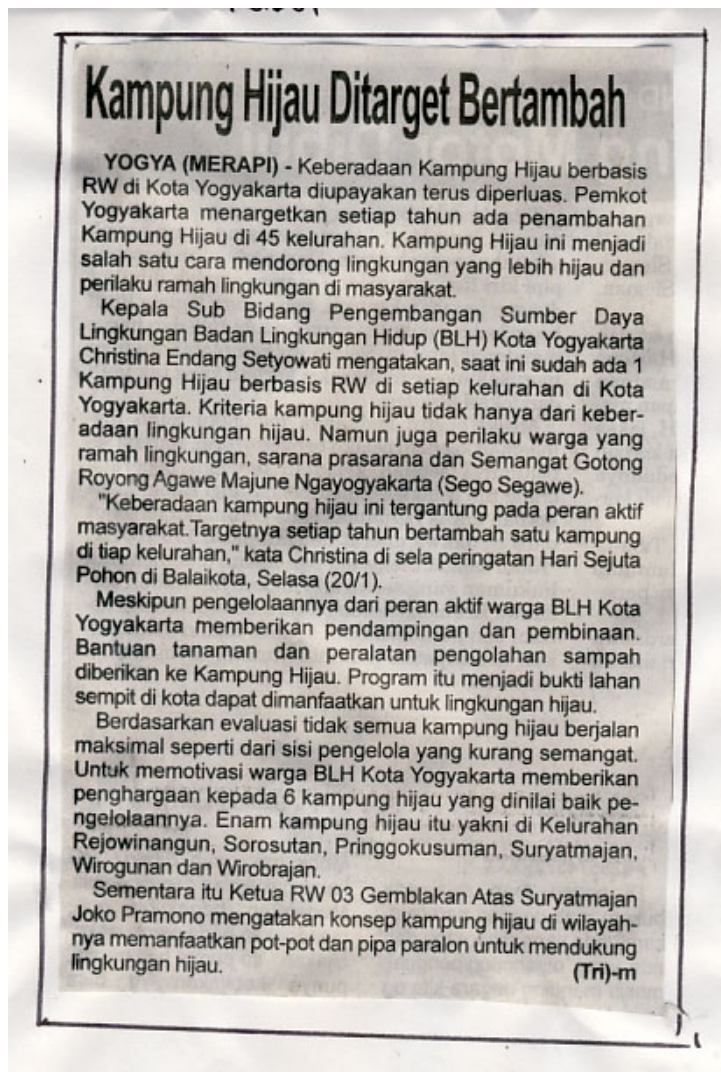 Kampung Hijau Ditarget Bertambah
YOGYA (MERAPI) - Keberadaan Kampung Hijau berbasis
RW di Kota Yogyakarta diupayakan terus diperluas. Pemkot
Yogyakarta menargetkan setiap tahun ada penambahan
Kampung Hijau di 45 kelurahan. Kampung Hijau ini menjadi
salah satu cara mendorong lingkungan yang lebih hijau dan
perilaku ramah lingkungan di masyarakat.
Kepala Sub Bidang Pengembangan Sumber Daya
Lingkungan Badan Lingkungan Hidup (BLH) Kota Yogyakarta
Christina Endang Setyowati mengatakan, saat ini sudah ada 1
Kampung Hijau berbasis RW di setiap kelurahan di Kota
Yogyakarta. Kriteria kampung hijau tidak hanya dari keber-
adaan lingkungan hijau. Namun juga perilaku warga yang
ramah lingkungan, sarana prasarana dan Semangat Gotong
Royong Agawe Majune Ngayogyakarta (Sego Segawe).
"Keberadaan kampung hijau ini tergantung pada peran aktif
masyarakat.Targetnya setiap tahun bertambah satu kampung
di tiap kelurahan," kata Christina di sela peringatan Hari Sejuta
Pohon di Balaikota, Selasa (20/1).
Meskipun pengelolaannya dari peran aktif warga BLH Kota
Yogyakarta memberikan pendampingan dan pembinaan.
Bantuan tanaman dan peralatan pengolahan sampah
diberikan ke Kampung Hijau. Program itu menjadi bukti lahan
sempit di kota dapat dimanfaatkan untuk lingkungan hijau.
Berdasarkan evaluasi tidak semua kampung hijau berjalan
maksimal seperti dari sisi pengelola yang kurang semangat.
Untuk memotivasi warga BLH Kota Yogyakarta memberikan
penghargaan kepada 6 kampung hijau yang dinilai baik pe-
ngelolaannya. Enam kampung hijau itu yakni di Kelurahan
Rejowinangun, Sorosutan, Pringgokusuman, Suryatmajan,
Wirogunan dan Wirobrajan.
Sementara itu Ketua RW 03 Gemblakan Atas Suryatmajan
Joko Pramono mengatakan konsep kampung hijau di wilayah-
nya memanfaatkan pot-pot dan pipa paralon untuk mendukung
lingkungan hijau. (Tri)-m